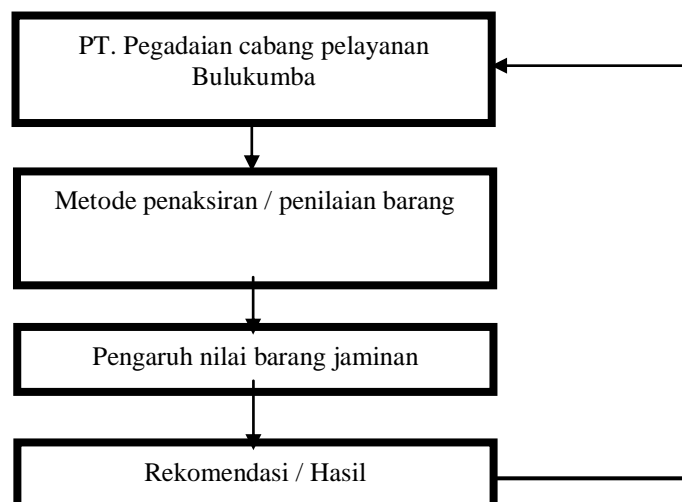 PT. Pegadaian cabang pelayanan
Bulukumba
Metode penaksiran / penilaian barang
Pengaruh nilai barang jaminan
Rekomendasi / Hasil